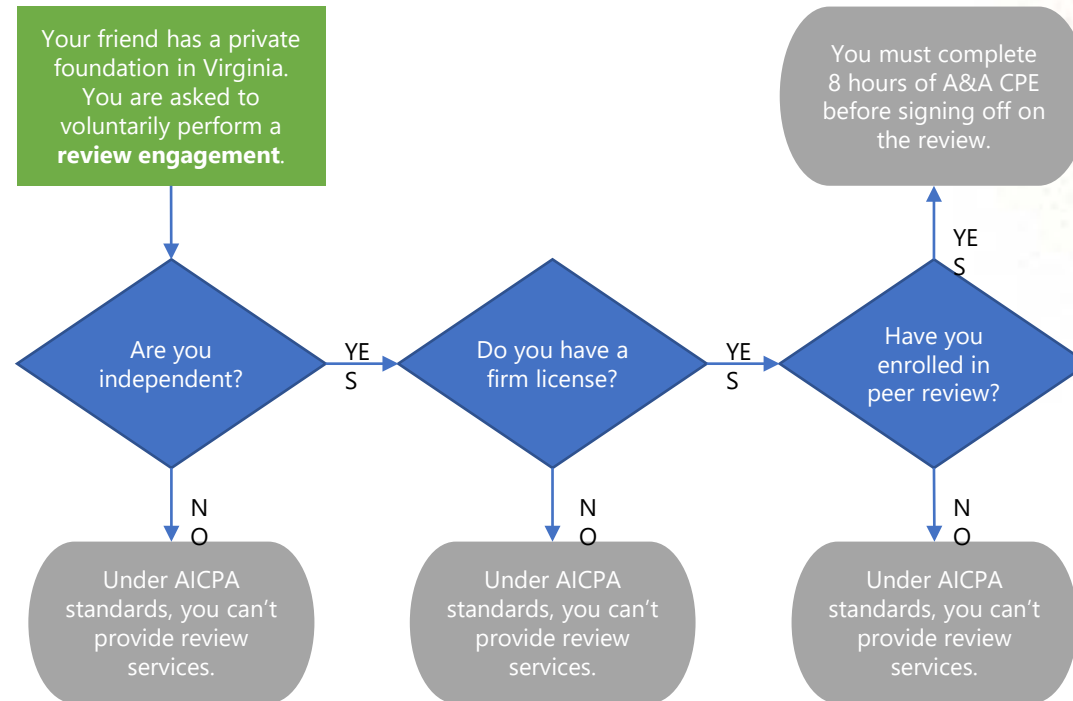 Your friend has a private
foundation in Virginia.
You are asked to
voluntarily perform a
review engagement.
You must complete
8 hours of A&A CPE
before signing off on
the review.
YE
S
Are you
independent?
YE
S
Do you have a
firm license?
YE
S
Have you
enrolled in
peer review?
N
O
N
O
N
O
Under AICPA
standards, you can’t
provide review
services.
Under AICPA
standards, you can’t
provide review
services.
Under AICPA
standards, you can’t
provide review
services.